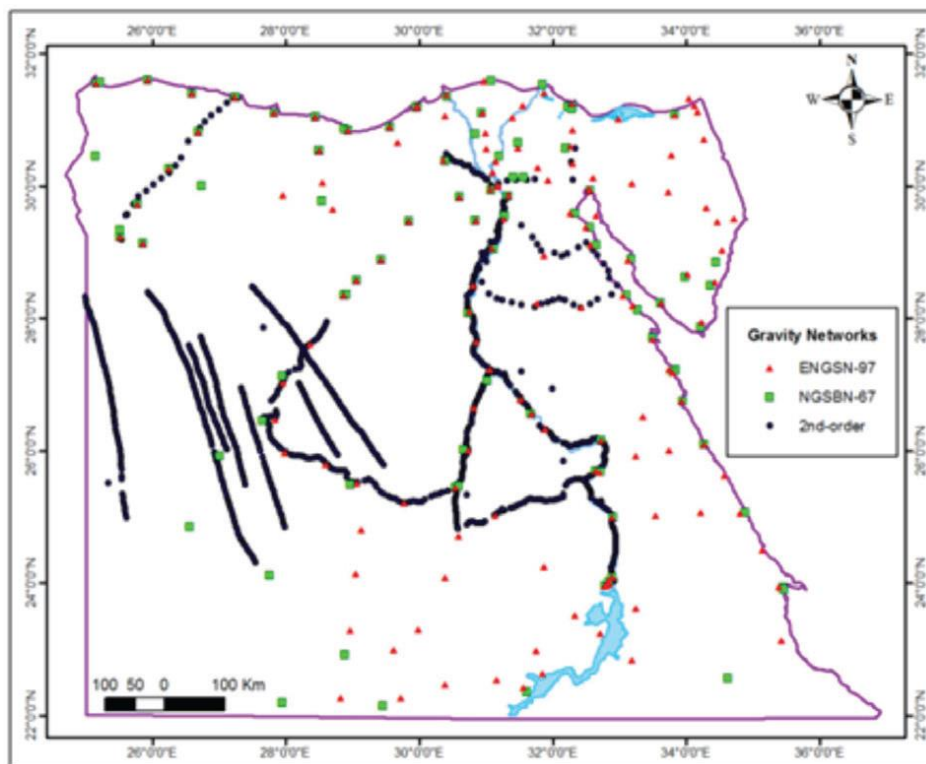 26°0'0"E 28°0'0"E 30°0'0"E 32°0'0"E 34°0'0"E 36°0'0"E
32°0'0"N 32°0'0"N
N
W E
S
30°0'0"N 30°0'0"N
28°0'0"N 28°0'0"N
Gravity Networks
ENGSN-97
NGSBN-67
2nd-order
26°0'0"N 26°0'0"N
24°0'0"N 24°0'0"N
100 50 0 100 Km
22°0'0"N 22°0'0"N
26°0'0"E 28°0'0"E 30°0'0"E 32°0'0"E 34°0'0"E 36°0'0"E